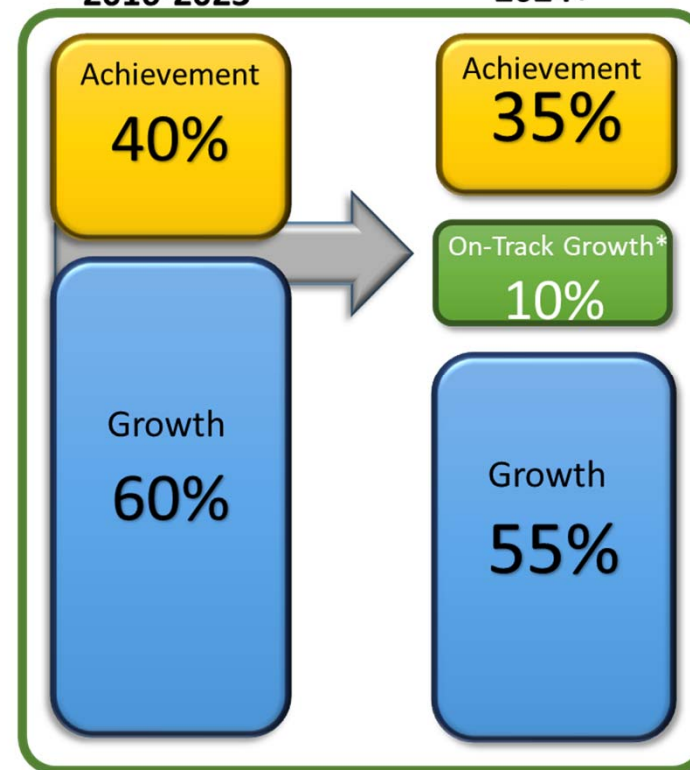 Achievement
40%
Growth
60%
Achievement
35%
On-Track Growth*
10%
Growth
55%